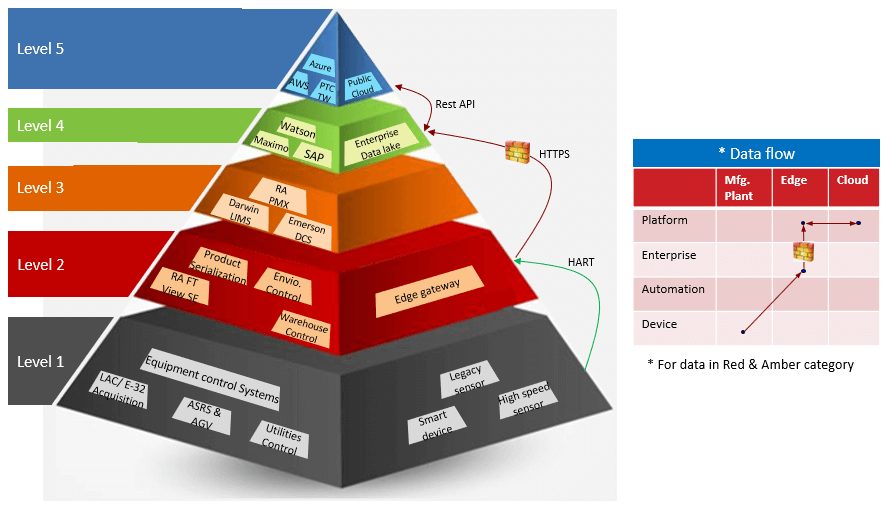 Level 5
Azure
AWS
PTC
TW
Public
Cloud
Rest API
Level 4
Watson
Maximo
SAP
Enterprise
Data lake
HTTPS
Level 3
RA
PMX
Darwin
LIMS
Emerson
DCS
Level 2
Product
Serialization
RA FT
View SE
Envio.
Control
Warehouse
Control
Edge gateway
HART
Level 1
Equipment control Systems
LAC/ E-32
Acquisition
ASRS &
AGV
Utilities
Control
Legacy
sensor
High speed
sensor
Smart
device
* Data flow
Mfg.
Plant
Edge
Cloud
Platform
Enterprise
Automation
Device
* For data in Red & Amber category